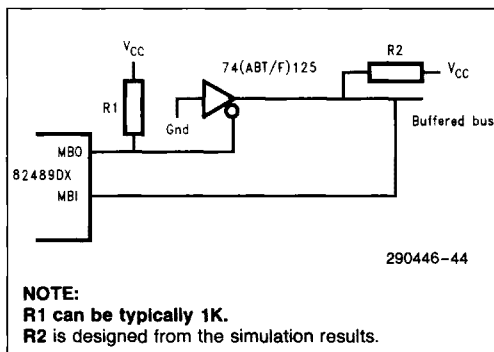 VCC
74(ABT/F)125
R2
VCC
R1
Gnd
Buffered bus
MBO
82489DX
MBI
290446-44
NOTE:
R1 can be typically 1K.
R2 is designed from the simulation results.